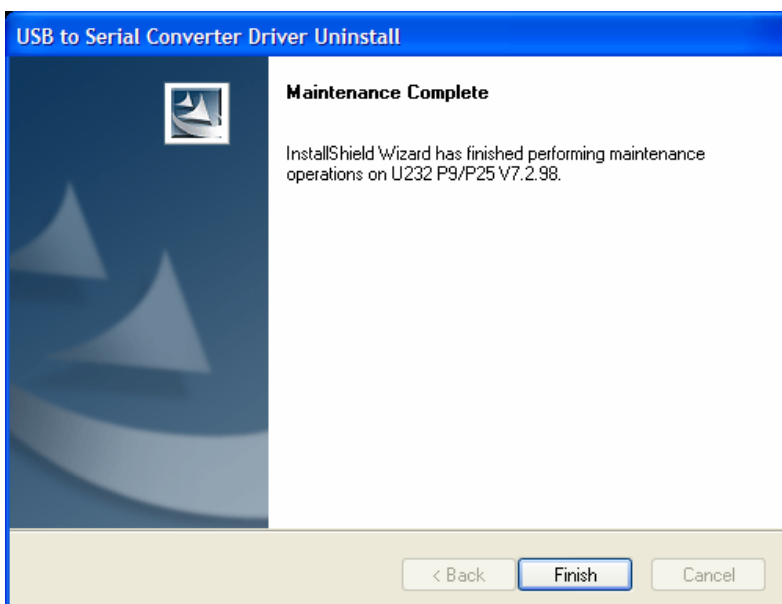 USB to Serial Converter Driver Uninstall
Maintenance Complete
InstallShield Wizard has finished performing maintenance
operations on U232 P9/P25 V7.2.98.
< Back
Finish
Cancel